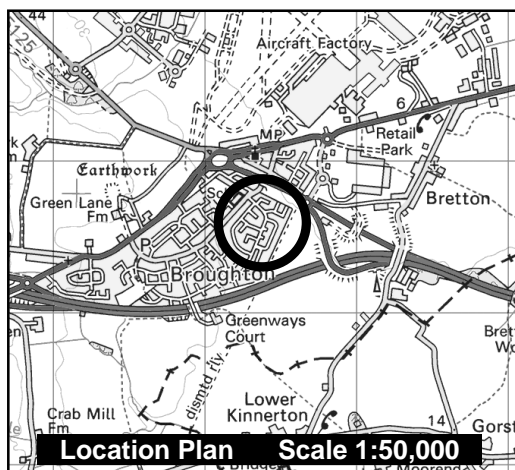 44
125
Aircraft Factory
MP
6
Retail
Park
Earthwork
Green Lane
Fm
Bretton
P
Broughton
Greenways
Court
dismtd rly
Lower
Kinnerton
Crab Mill
Fm
14
Location Plan Scale 1:50,000